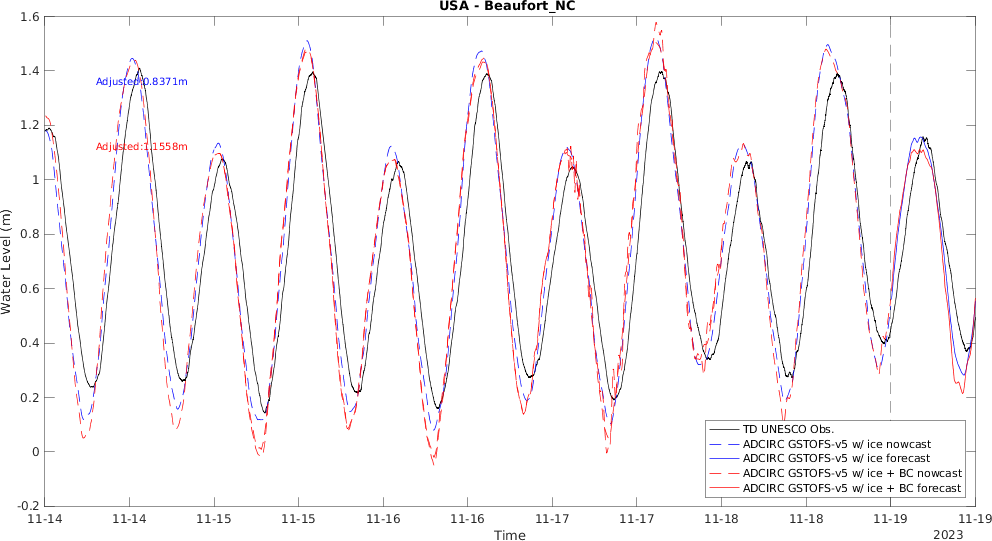 USA - Beaufort_NC
1.6
1.4
1.2
1
0.8
0.6
0.4
0.2
0
-0.2
Water Level (m)
Adjusted:0.8371m
Adjusted:1.1558m
TD UNESCO Obs.
ADCIRC GSTOFS-v5 w/ ice nowcast
ADCIRC GSTOFS-v5 w/ ice forecast
ADCIRC GSTOFS-v5 w/ ice + BC nowcast
ADCIRC GSTOFS-v5 w/ ice + BC forecast
11-14 11-14 11-15 11-15 11-16 11-16 11-17 11-17 11-18 11-18 11-19 11-19
Time
2023